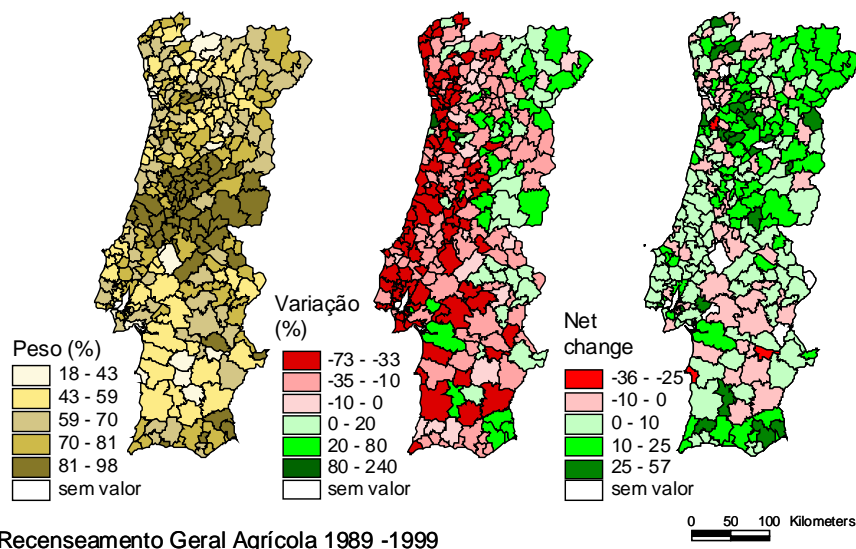 Peso (%)
18 - 43
43 - 59
59 - 70
70 - 81
81 - 98
sem valor
Variação
(%)
-73 - -33
-35 - -10
-10 - 0
0 - 20
20 - 80
80 - 240
sem valor
Net
change
-36 - -25
-10 - 0
0 - 10
10 - 25
25 - 57
sem valor
0 50 100 Kilometers
Recenseamento Geral Agrícola 1989 -1999